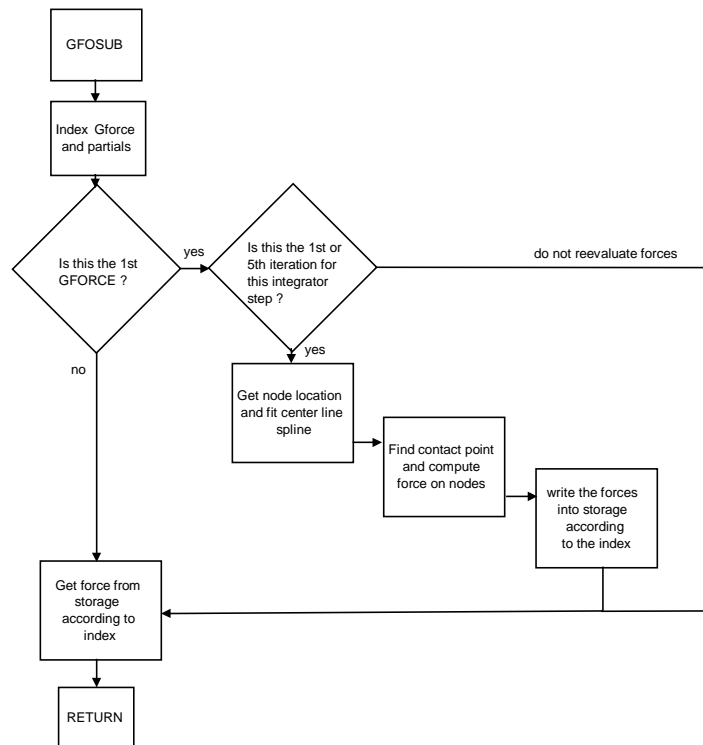 GFOSUB
Index Gforce
and partials
Is this the 1st
GFORCE ?
yes
Is this the 1st or
5th iteration for
this integrator
step ?
do not reevaluate forces
yes
no
Get node location
and fit center line
spline
Find contact point
and compute
force on nodes
write the forces
into storage
according
to the index
Get force from
storage
according to
index
RETURN